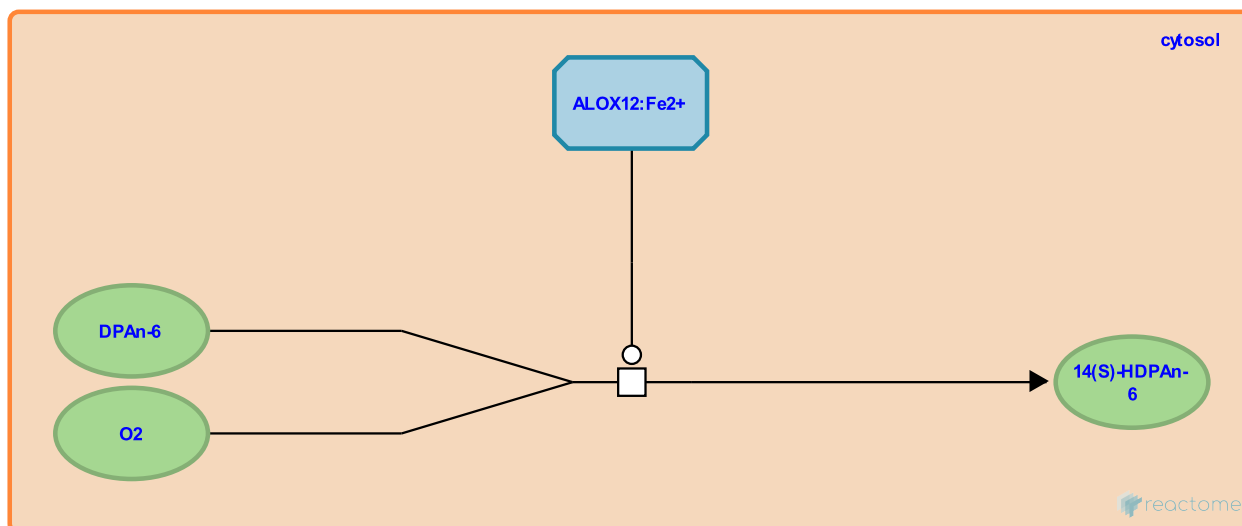 cytosol
ALOX12:Fe2+
DPAn-6
14(S)-HDPAn-
6
O2
reactome